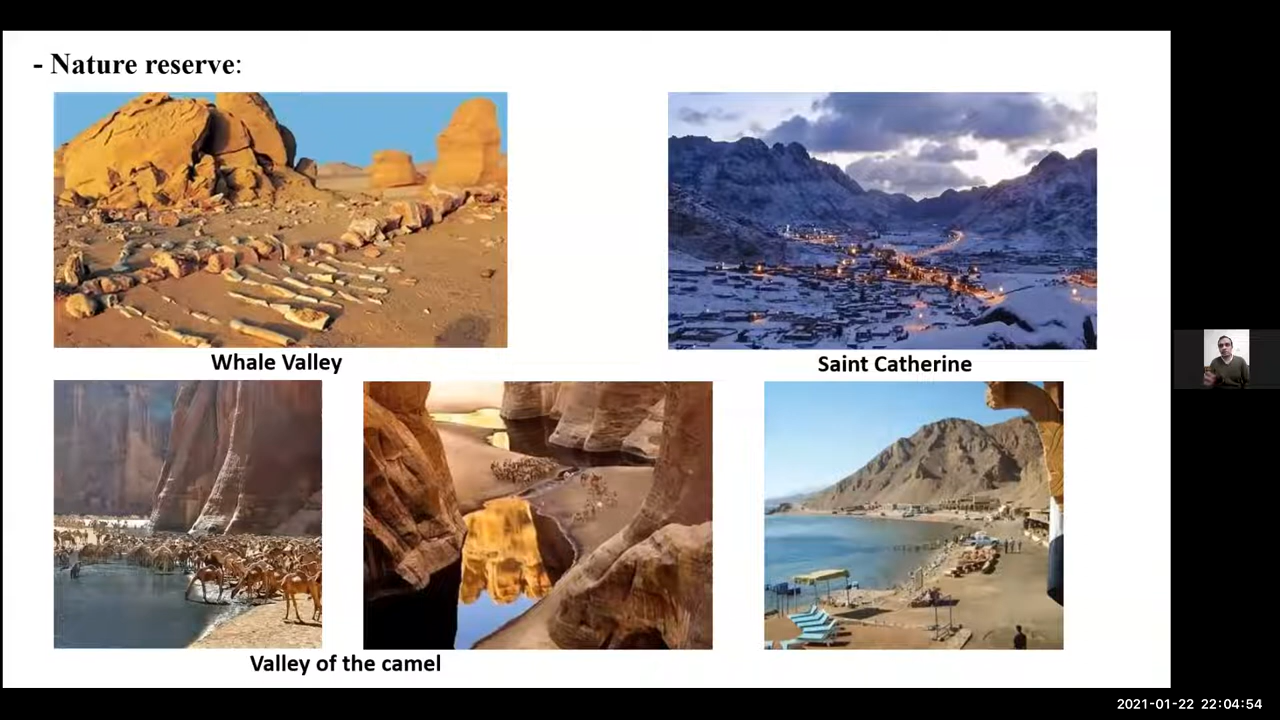 - Nature reserve:
Whale Valley
Saint Catherine
Valley of the camel
2021-01-22 22:04:54